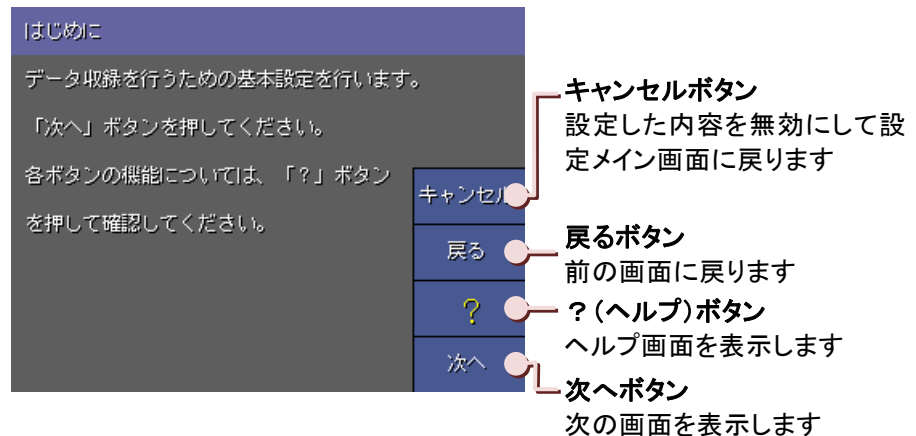 はじめに
データ収録を行うための基本設定を行います。
「次へ」ボタンを押してください。
各ボタンの機能については、「?」ボタン
を押して確認してください。
キャンセル
戻る
?
次へ
キャンセルボタン
設定した内容を無効にして設
定メイン画面に戻ります
戻るボタン
前の画面に戻ります
?(ヘルプ)ボタン
ヘルプ画面を表示します
次へボタン
次の画面を表示します